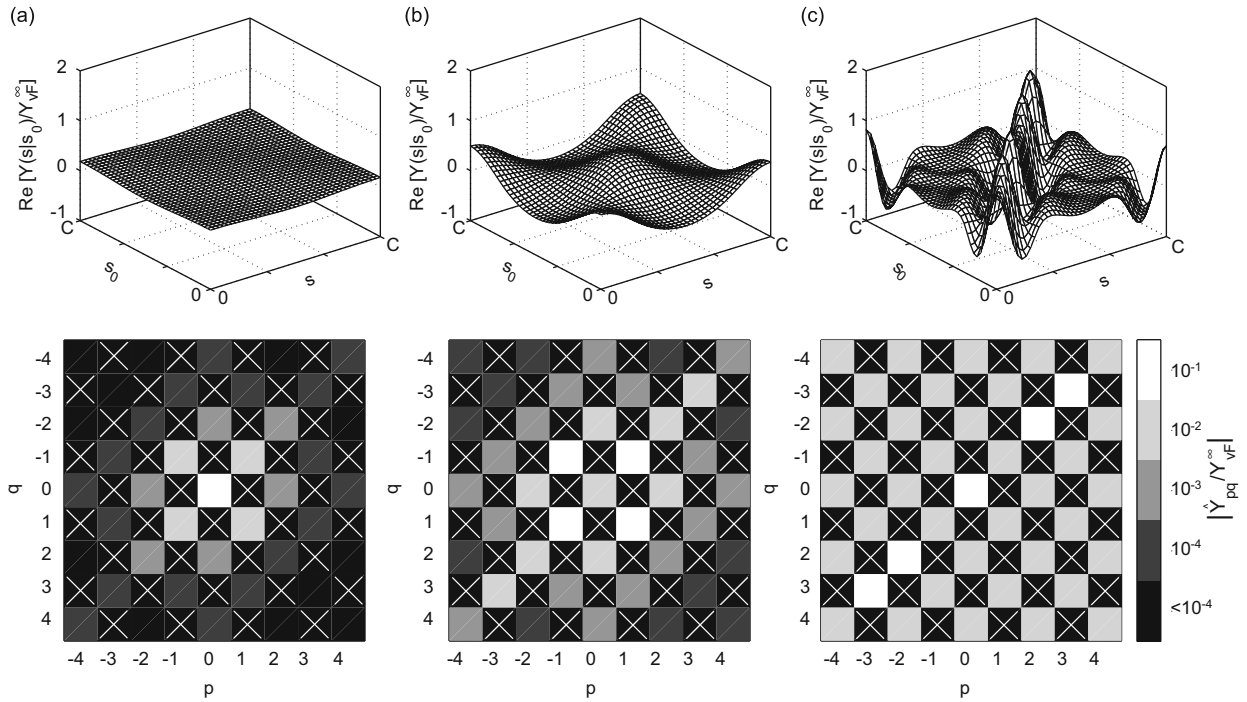 (a)
(b)
(c)
Re [Y(s|s₀)/Y∞vF]
2
1
0
-1
C
s₀
0
0
s
C
Re [Y(s|s₀)/Y∞vF]
2
1
0
-1
C
s₀
0
0
s
C
Re [Y(s|s₀)/Y∞vF]
2
1
0
-1
C
s₀
0
0
s
C
q
-4
-3
-2
-1
0
1
2
3
4
-4 -3 -2 -1 0 1 2 3 4
p
q
-4
-3
-2
-1
0
1
2
3
4
-4 -3 -2 -1 0 1 2 3 4
p
q
-4
-3
-2
-1
0
1
2
3
4
-4 -3 -2 -1 0 1 2 3 4
p
10⁻¹
10⁻²
10⁻³
10⁻⁴
<10⁻⁴
|Ŷpq/Y∞vF|